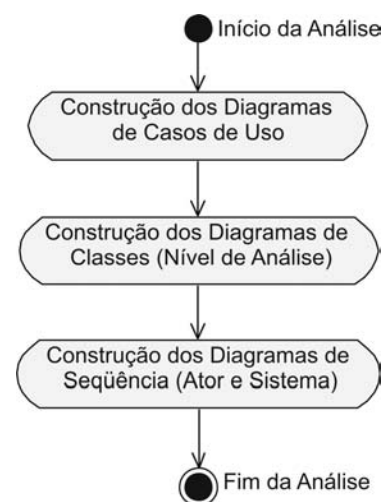 Início da Análise
Construção dos Diagramas
de Casos de Uso
Construção dos Diagramas de
Classes (Nível de Análise)
Construção dos Diagramas de
Seqüência (Ator e Sistema)
Fim da Análise